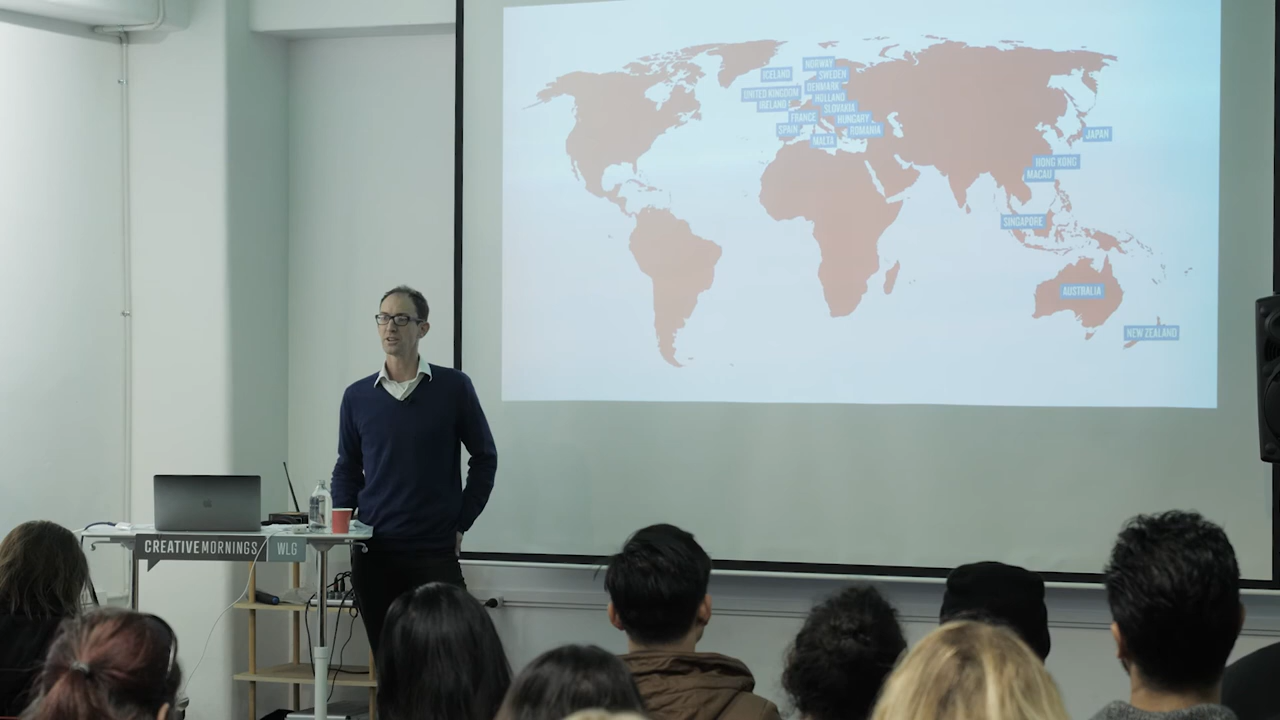 NORWAY
ICELAND
SWEDEN
DENMARK
UNITED KINGDOM
HOLLAND
IRELAND
SLOVAKIA
FRANCE
HUNGARY
SPAIN
ROMANIA
MALTA
JAPAN
HONG KONG
MACAU
SINGAPORE
AUSTRALIA
NEW ZEALAND
CREATIVEMORNINGS WLG